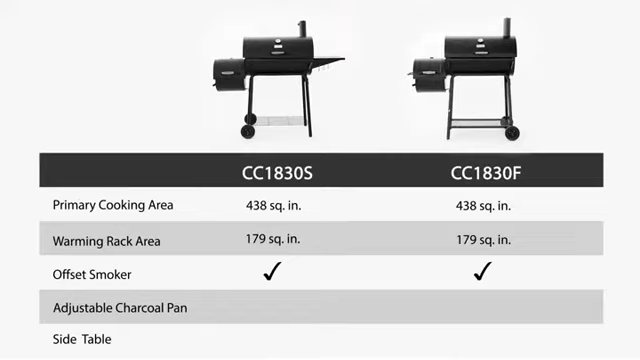 CC1830S CC1830F
Primary Cooking Area 438 sq. in. 438 sq. in.
Warming Rack Area 179 sq. in. 179 sq. in.
Offset Smoker ✓ ✓
Adjustable Charcoal Pan
Side Table